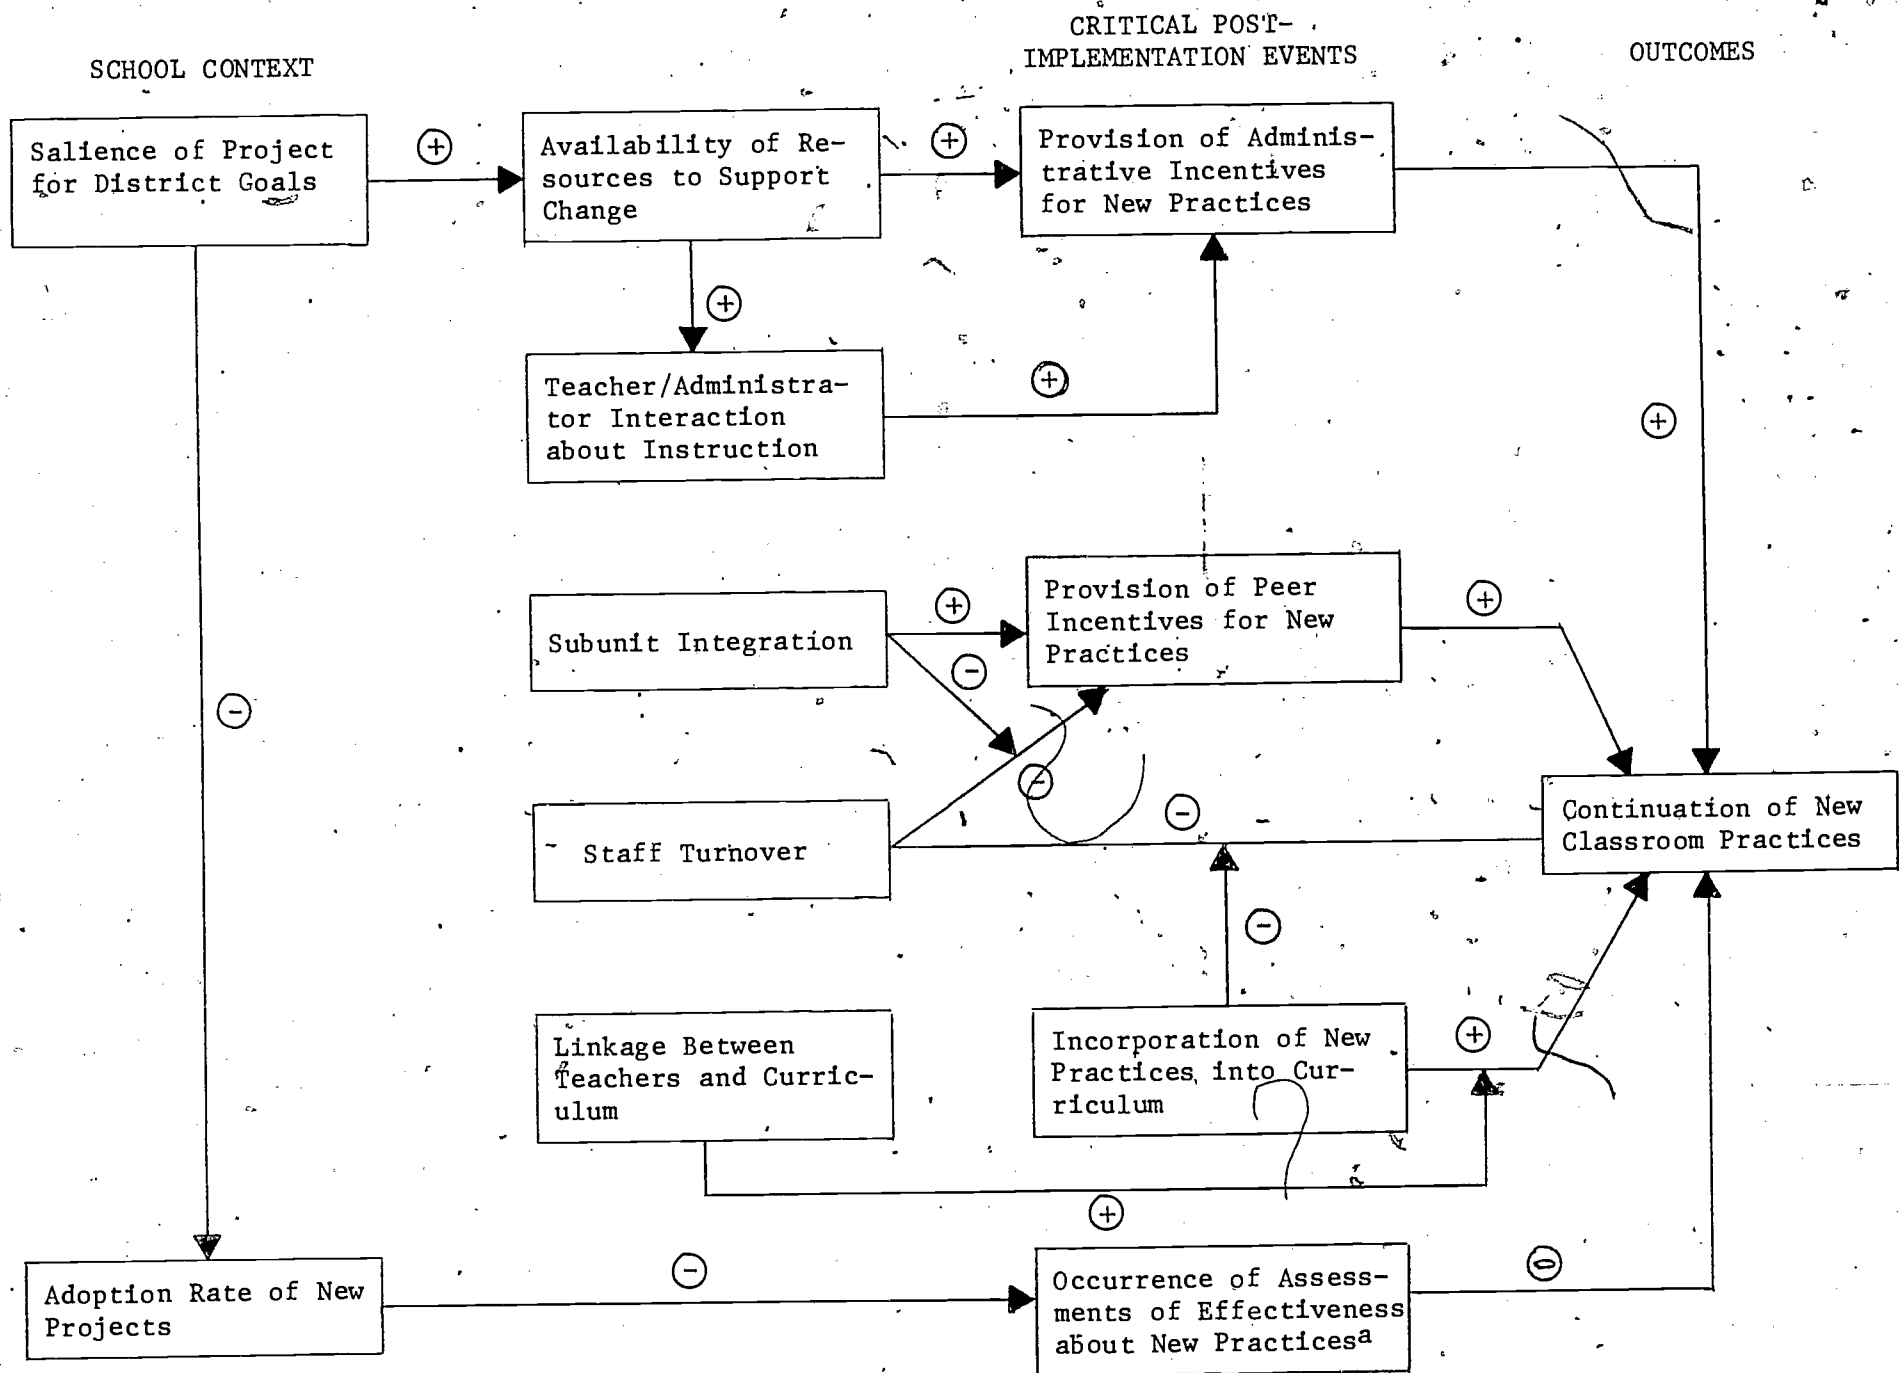 SCHOOL CONTEXT
CRITICAL POST-
IMPLEMENTATION EVENTS
OUTCOMES
Salience of Project
for District Goals
+
Availability of Re-
sources to Support
Change
+
Provision of Adminis-
trative Incentives
for New Practices
+
Teacher/Administra-
tor Interaction
about Instruction
+
+
Subunit Integration
+
-
Provision of Peer
Incentives for New
Practices
+
-
Staff Turnover
-
-
Continuation of New
Classroom Practices
-
Linkage Between
Teachers and Curric-
ulum
Incorporation of New
Practices into Cur-
riculum
+
+
Adoption Rate of New
Projects
-
Occurrence of Assess-
ments of Effectiveness
about New Practicesa